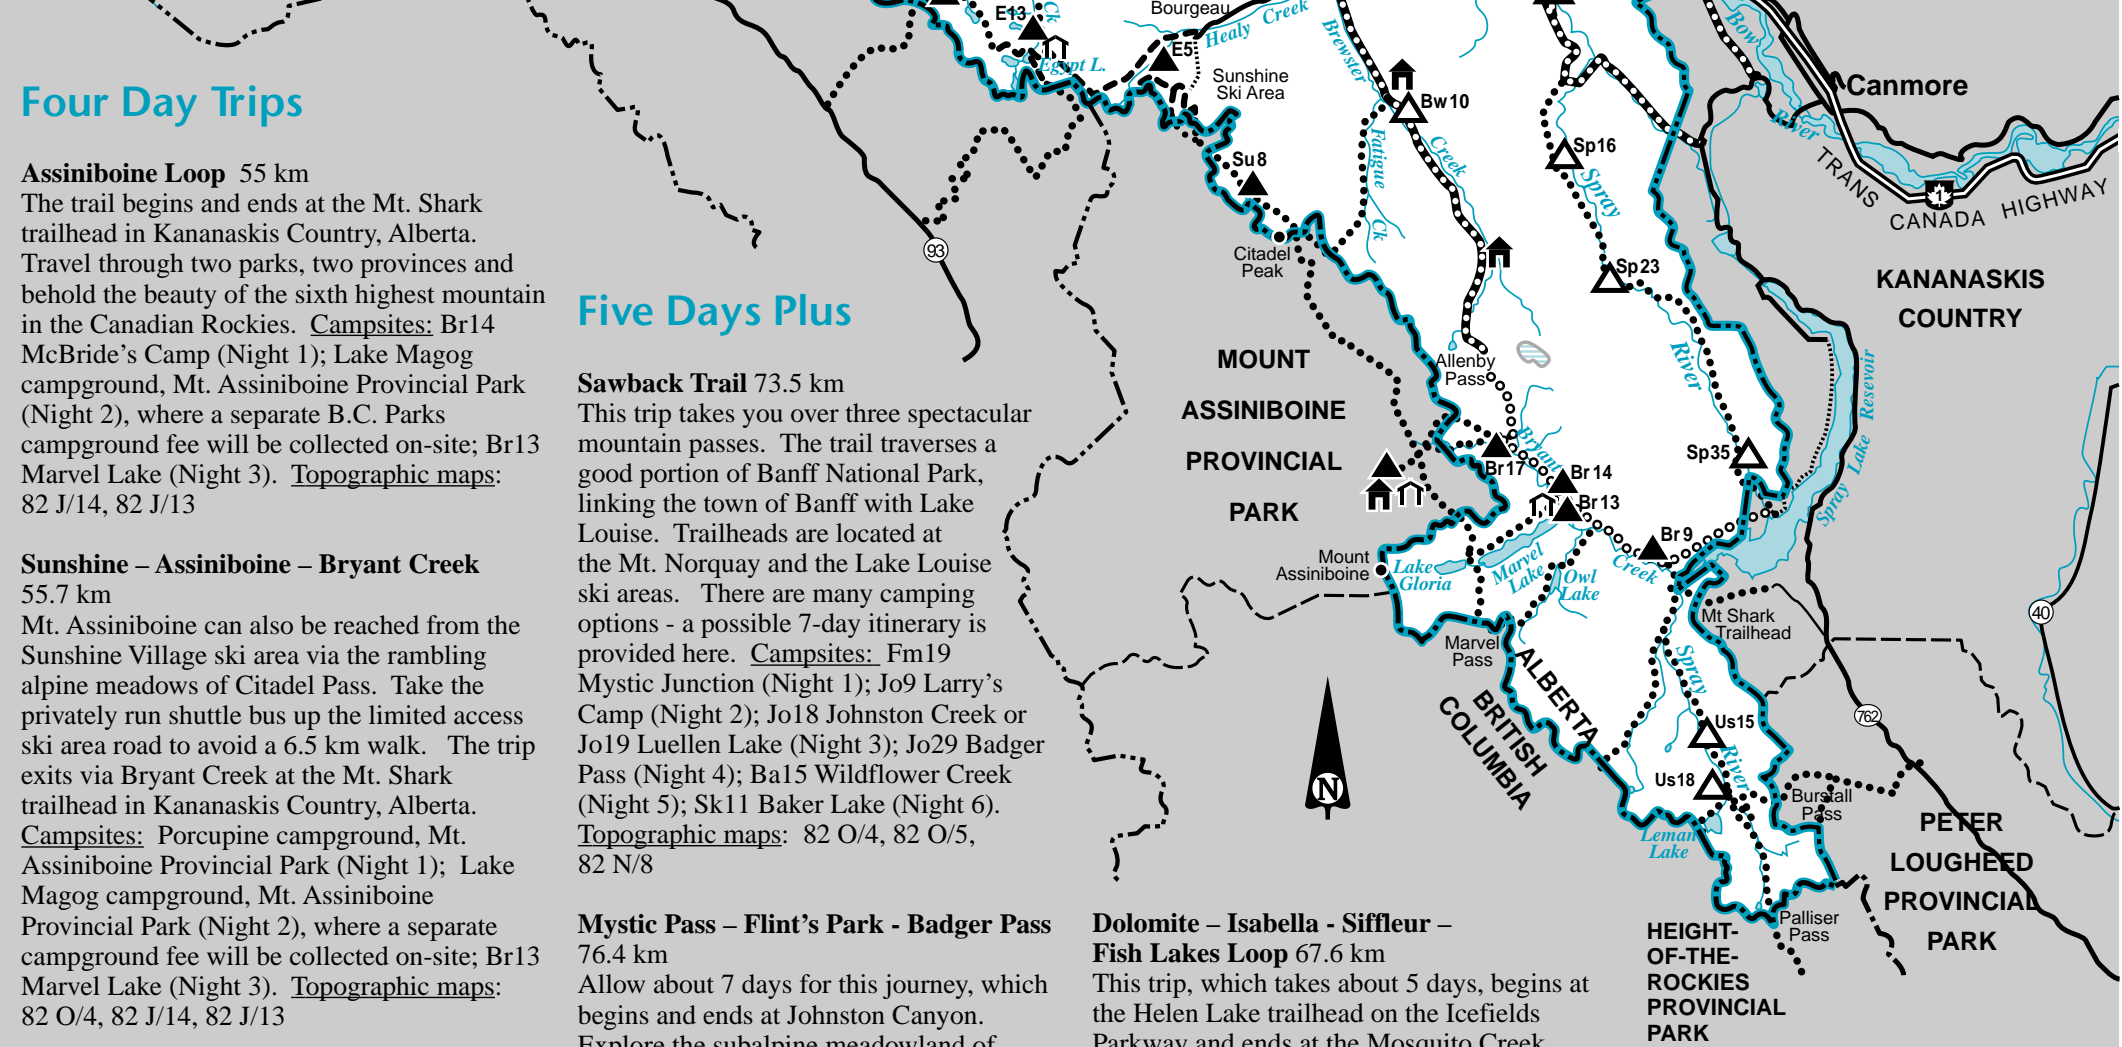 Four Day Trips
Assiniboine Loop 55 km
The trail begins and ends at the Mt. Shark
trailhead in Kananaskis Country, Alberta.
Travel through two parks, two provinces and
behold the beauty of the sixth highest mountain
in the Canadian Rockies. Campsites: Br14
McBride's Camp (Night 1); Lake Magog
campground, Mt. Assiniboine Provincial Park
(Night 2), where a separate B.C. Parks
campground fee will be collected on-site; Br13
Marvel Lake (Night 3). Topographic maps:
82 J/14, 82 J/13
Sunshine – Assiniboine – Bryant Creek
55.7 km
Mt. Assiniboine can also be reached from the
Sunshine Village ski area via the rambling
alpine meadows of Citadel Pass. Take the
privately run shuttle bus up the limited access
ski area road to avoid a 6.5 km walk. The trip
exits via Bryant Creek at the Mt. Shark
trailhead in Kananaskis Country, Alberta.
Campsites: Porcupine campground, Mt.
Assiniboine Provincial Park (Night 1); Lake
Magog campground, Mt. Assiniboine
Provincial Park (Night 2), where a separate
campground fee will be collected on-site; Br13
Marvel Lake (Night 3). Topographic maps:
82 O/4, 82 J/14, 82 J/13
Five Days Plus
Sawback Trail 73.5 km
This trip takes you over three spectacular
mountain passes. The trail traverses a
good portion of Banff National Park,
linking the town of Banff with Lake
Louise. Trailheads are located at
the Mt. Norquay and the Lake Louise
ski areas. There are many camping
options - a possible 7-day itinerary is
provided here. Campsites: Fm19
Mystic Junction (Night 1); Jo9 Larry's
Camp (Night 2); Jo18 Johnston Creek or
Jo19 Luellen Lake (Night 3); Jo29 Badger
Pass (Night 4); Ba15 Wildflower Creek
(Night 5); Sk11 Baker Lake (Night 6).
Topographic maps: 82 O/4, 82 O/5,
82 N/8
Mystic Pass – Flint's Park - Badger Pass
76.4 km
Allow about 7 days for this journey, which
begins and ends at Johnston Canyon.
Explore the subalpine meadowland of
Dolomite – Isabella - Siffleur –
Fish Lakes Loop 67.6 km
This trip, which takes about 5 days, begins at
the Helen Lake trailhead on the Icefields
Parkway and ends at the Mosquito Creek
E13
Ck
Egypt L.
Bourgeau
Healy Creek
E5
Sunshine
Ski Area
Su8
Citadel
Peak
93
Brewster
Creek
Bw10
Fatigue
Ck
Sp16
Spray
Sp23
River
Sp35
Bow
River
Canmore
TRANS
CANADA
HIGHWAY
1
KANANASKIS
COUNTRY
Spray Lake Resevoir
MOUNT
ASSINIBOINE
PROVINCIAL
PARK
Allenby
Pass
Bryant
Creek
Br17
Br14
Br13
Br9
Mount
Assiniboine
Lake
Gloria
Marvel
Lake
Owl
Lake
Marvel
Pass
Mt Shark
Trailhead
40
762
ALBERTA
BRITISH
COLUMBIA
N
Spray
River
Us15
Us18
Leman
Lake
Burstall
Pass
Palliser
Pass
PETER
LOUGHEED
PROVINCIAL
PARK
HEIGHT-
OF-THE-
ROCKIES
PROVINCIAL
PARK